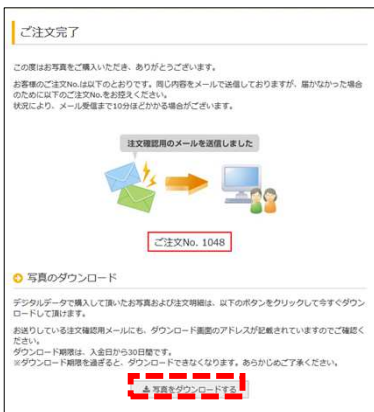 ご注文完了
この度はお写真をご購入いただき、ありがとうございます。
お客様のご注文No.は以下のとおりです。同じ内容をメールで送信しておりますが、届かなかった場合
のために以下のご注文No.をお控えください。
状況により、メール受信まで10分ほどかかる場合がございます。
注文確認用のメールを送信しました
ご注文No. 1048
写真のダウンロード
デジタルデータで購入して頂いたお写真および注文明細は、以下のボタンをクリックして今すぐダウン
ロードして頂けます。
お送りしている注文確認用メールにも、ダウンロード画面のアドレスが記載されていますのでご確認く
ださい。
ダウンロード期限は、入金日から30日間です。
※ダウンロード期限を過ぎると、ダウンロードできなくなります。あらかじめご了承ください。
写真をダウンロードする